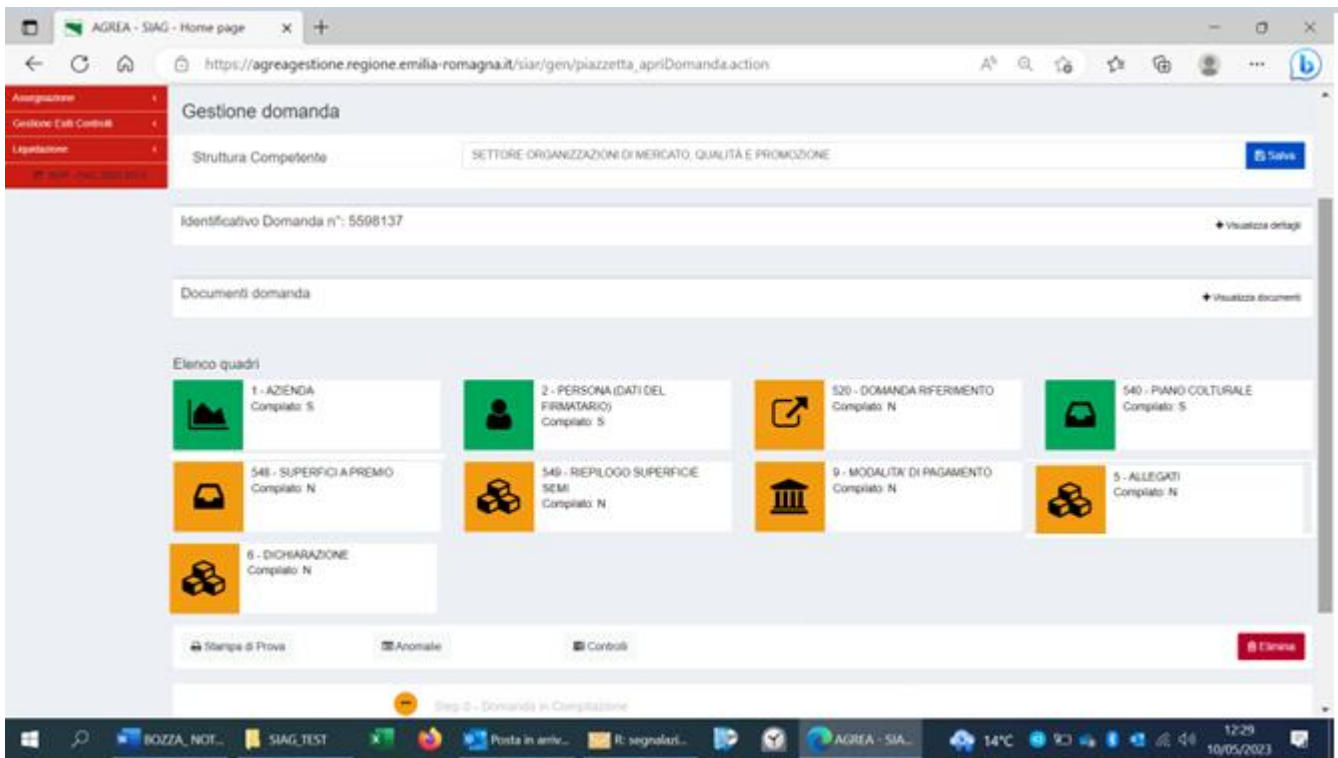 AGREA - SIAG - Home page
https://agreagestione.regione.emilia-romagna.it/siar/gen/piazzetta_apriDomanda.action
Assegnazione
Gestione Esiti Controlli
Liquidazione
Gestione domanda
Struttura Competente
SETTORE ORGANIZZAZIONI DI MERCATO, QUALITÀ E PROMOZIONE
Salva
Identificativo Domanda n°: 5598137
Visualizza dettagli
Documenti domanda
Visualizza documenti
Elenco quadri
1 - AZIENDA
Compilato: S
2 - PERSONA (DATI DEL
FIRMATARIO)
Compilato: S
520 - DOMANDA RIFERIMENTO
Compilato: N
540 - PIANO COLTURALE
Compilato: S
548 - SUPERFICI A PREMIO
Compilato: N
549 - RIEPILOGO SUPERFICIE
SEMI
Compilato: N
9 - MODALITA' DI PAGAMENTO
Compilato: N
5 - ALLEGATI
Compilato: N
6 - DICHIARAZIONE
Compilato: N
Stampa di Prova
Anomalie
Controlli
Elimina
Step 0 - Domanda in Compilazione
BOZZA_NOT...
SIAG_TEST
Posta in arriv...
R: segnalazi...
AGREA - SIA...
14°C
12:29
10/05/2023